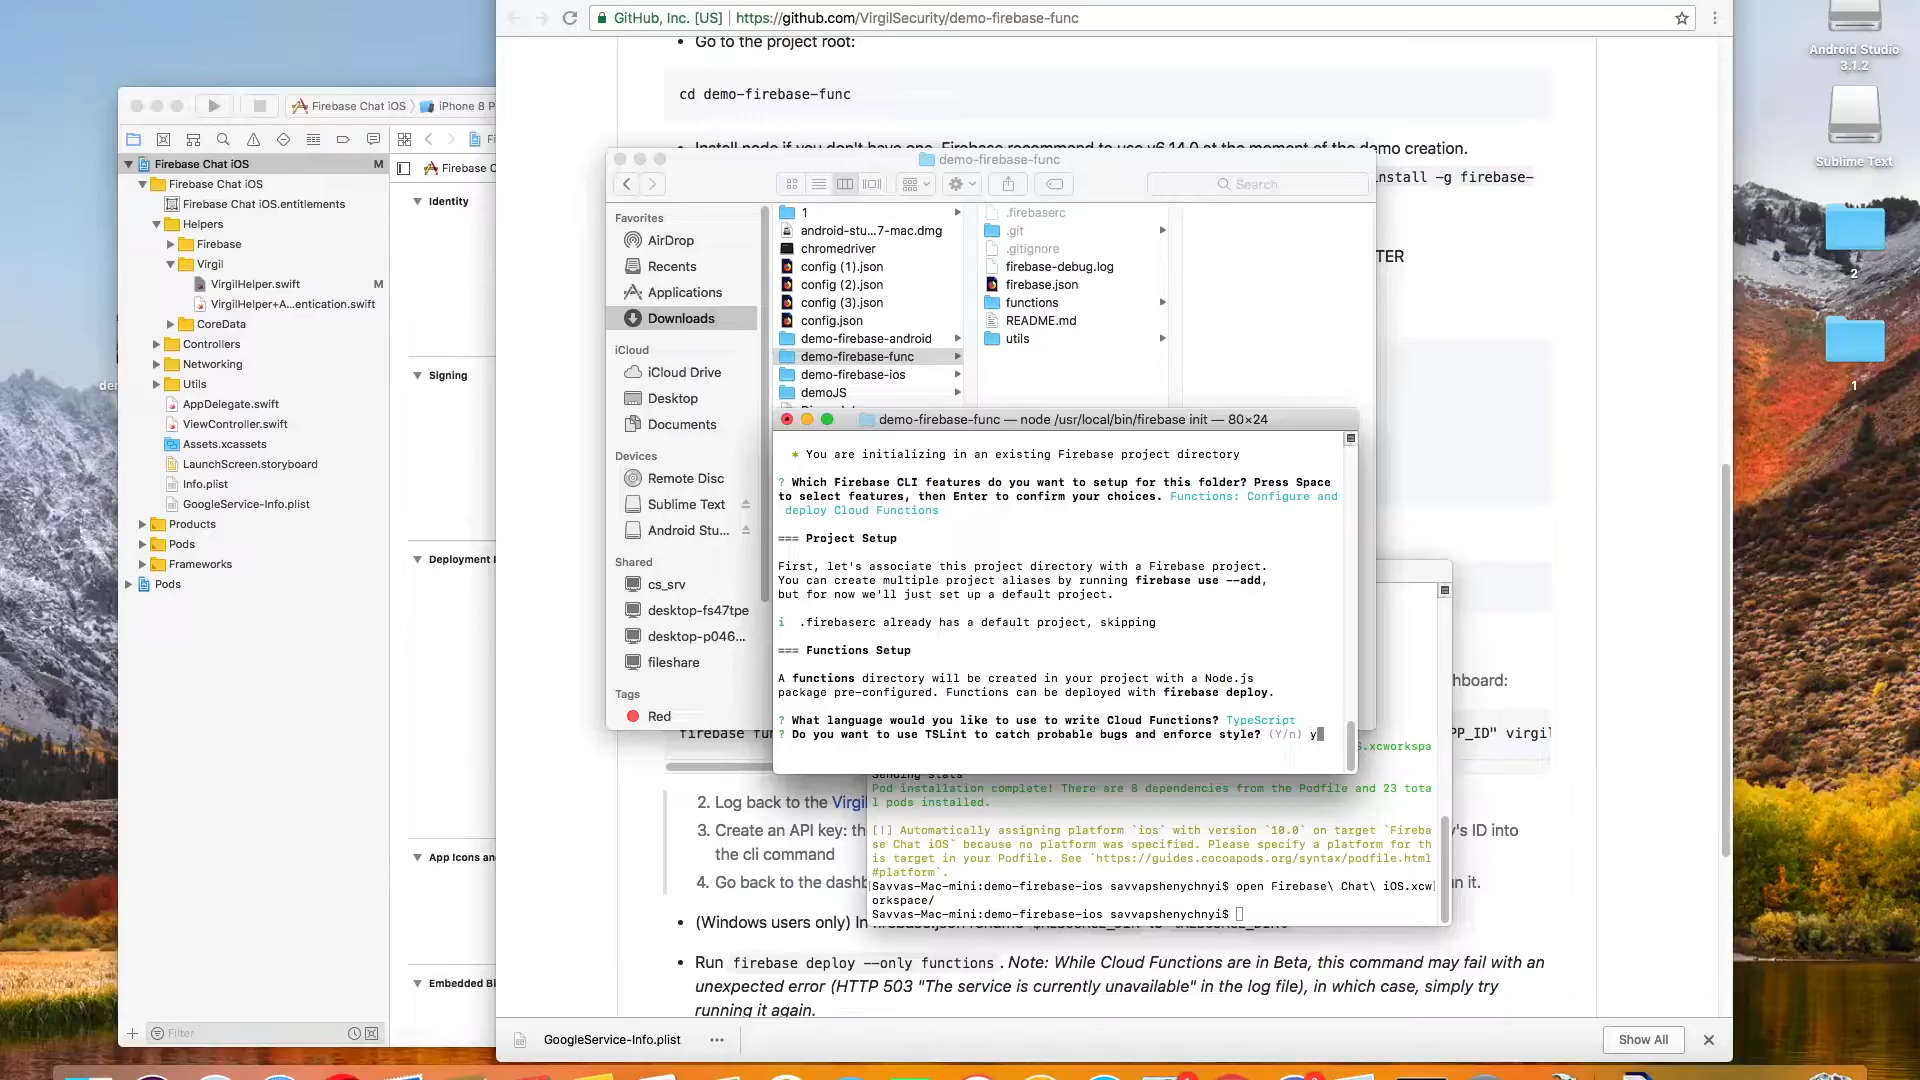 GitHub, Inc. [US] | https://github.com/VirgilSecurity/demo-firebase-func
Android Studio
3.1.2
Sublime Text
2
1
Go to the project root:
cd demo-firebase-func
Install node if you don't have one. Firebase recommend to use v6.14.0 at the moment of the demo creation.
install -g firebase-
TER
hboard:
PP_ID" virgil
2. Log back to the Virgil
3. Create an API key: th
y's ID into
the cli command
4. Go back to the dashb
n it.
(Windows users only) In
Run firebase deploy --only functions . Note: While Cloud Functions are in Beta, this command may fail with an
unexpected error (HTTP 503 "The service is currently unavailable" in the log file), in which case, simply try
running it again.
GoogleService-Info.plist
Show All
Firebase Chat iOS
iPhone 8 P
Firebase Chat iOS
M
Firebase Chat iOS
Firebase Chat iOS.entitlements
Helpers
Firebase
Virgil
VirgilHelper.swift
M
VirgilHelper+A...entication.swift
CoreData
Controllers
Networking
Utils
AppDelegate.swift
ViewController.swift
Assets.xcassets
LaunchScreen.storyboard
Info.plist
GoogleService-Info.plist
Products
Pods
Frameworks
Pods
Filter
Fi
Firebase C
Identity
Signing
Deployment I
App Icons and
Embedded Bi
demo-firebase-func
Search
Favorites
AirDrop
Recents
Applications
Downloads
iCloud
iCloud Drive
Desktop
Documents
Devices
Remote Disc
Sublime Text
Android Stu...
Shared
cs_srv
desktop-fs47tpe
desktop-p046...
fileshare
Tags
Red
1
android-stu...7-mac.dmg
chromedriver
config (1).json
config (2).json
config (3).json
config.json
demo-firebase-android
demo-firebase-func
demo-firebase-ios
demoJS
.firebaserc
.git
.gitignore
firebase-debug.log
firebase.json
functions
README.md
utils
demo-firebase-func — node /usr/local/bin/firebase init — 80×24
* You are initializing in an existing Firebase project directory
? Which Firebase CLI features do you want to setup for this folder? Press Space
to select features, then Enter to confirm your choices. Functions: Configure and
deploy Cloud Functions
=== Project Setup
First, let's associate this project directory with a Firebase project.
You can create multiple project aliases by running firebase use --add,
but for now we'll just set up a default project.
i .firebaserc already has a default project, skipping
=== Functions Setup
A functions directory will be created in your project with a Node.js
package pre-configured. Functions can be deployed with firebase deploy.
? What language would you like to use to write Cloud Functions? TypeScript
? Do you want to use TSLint to catch probable bugs and enforce style? (Y/n) y
S.xcworkspa
Sending stats
Pod installation complete! There are 8 dependencies from the Podfile and 23 tota
l pods installed.
[!] Automatically assigning platform `ios` with version `10.0` on target `Fireba
se Chat iOS` because no platform was specified. Please specify a platform for th
is target in your Podfile. See `https://guides.cocoapods.org/syntax/podfile.html
#platform`.
Savvas-Mac-mini:demo-firebase-ios savvapshenychnyi$ open Firebase\ Chat\ iOS.xcw
orkspace/
Savvas-Mac-mini:demo-firebase-ios savvapshenychnyi$